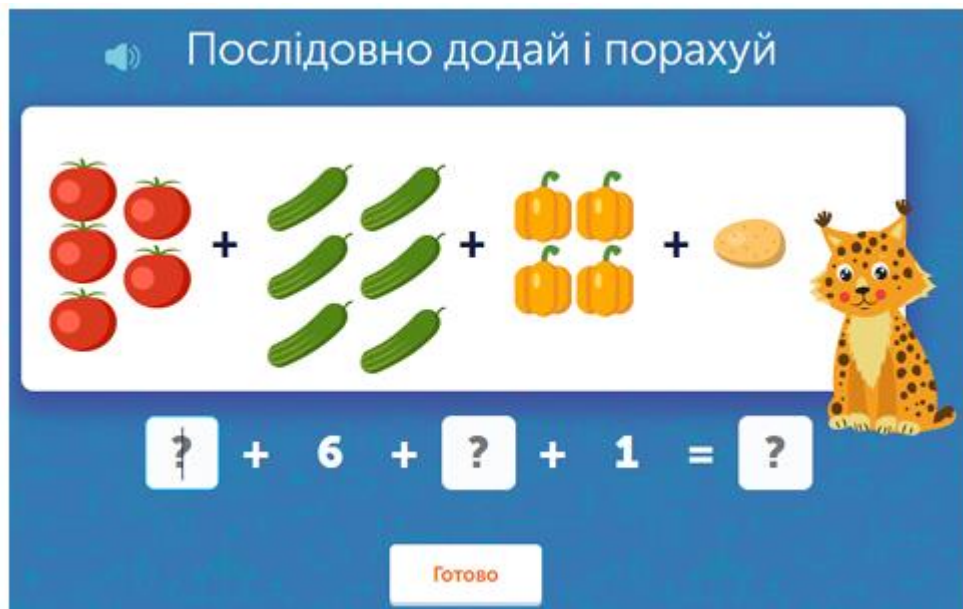 Послідовно додай і порахуй
+ + +
? + 6 + ? + 1 = ?
Готово